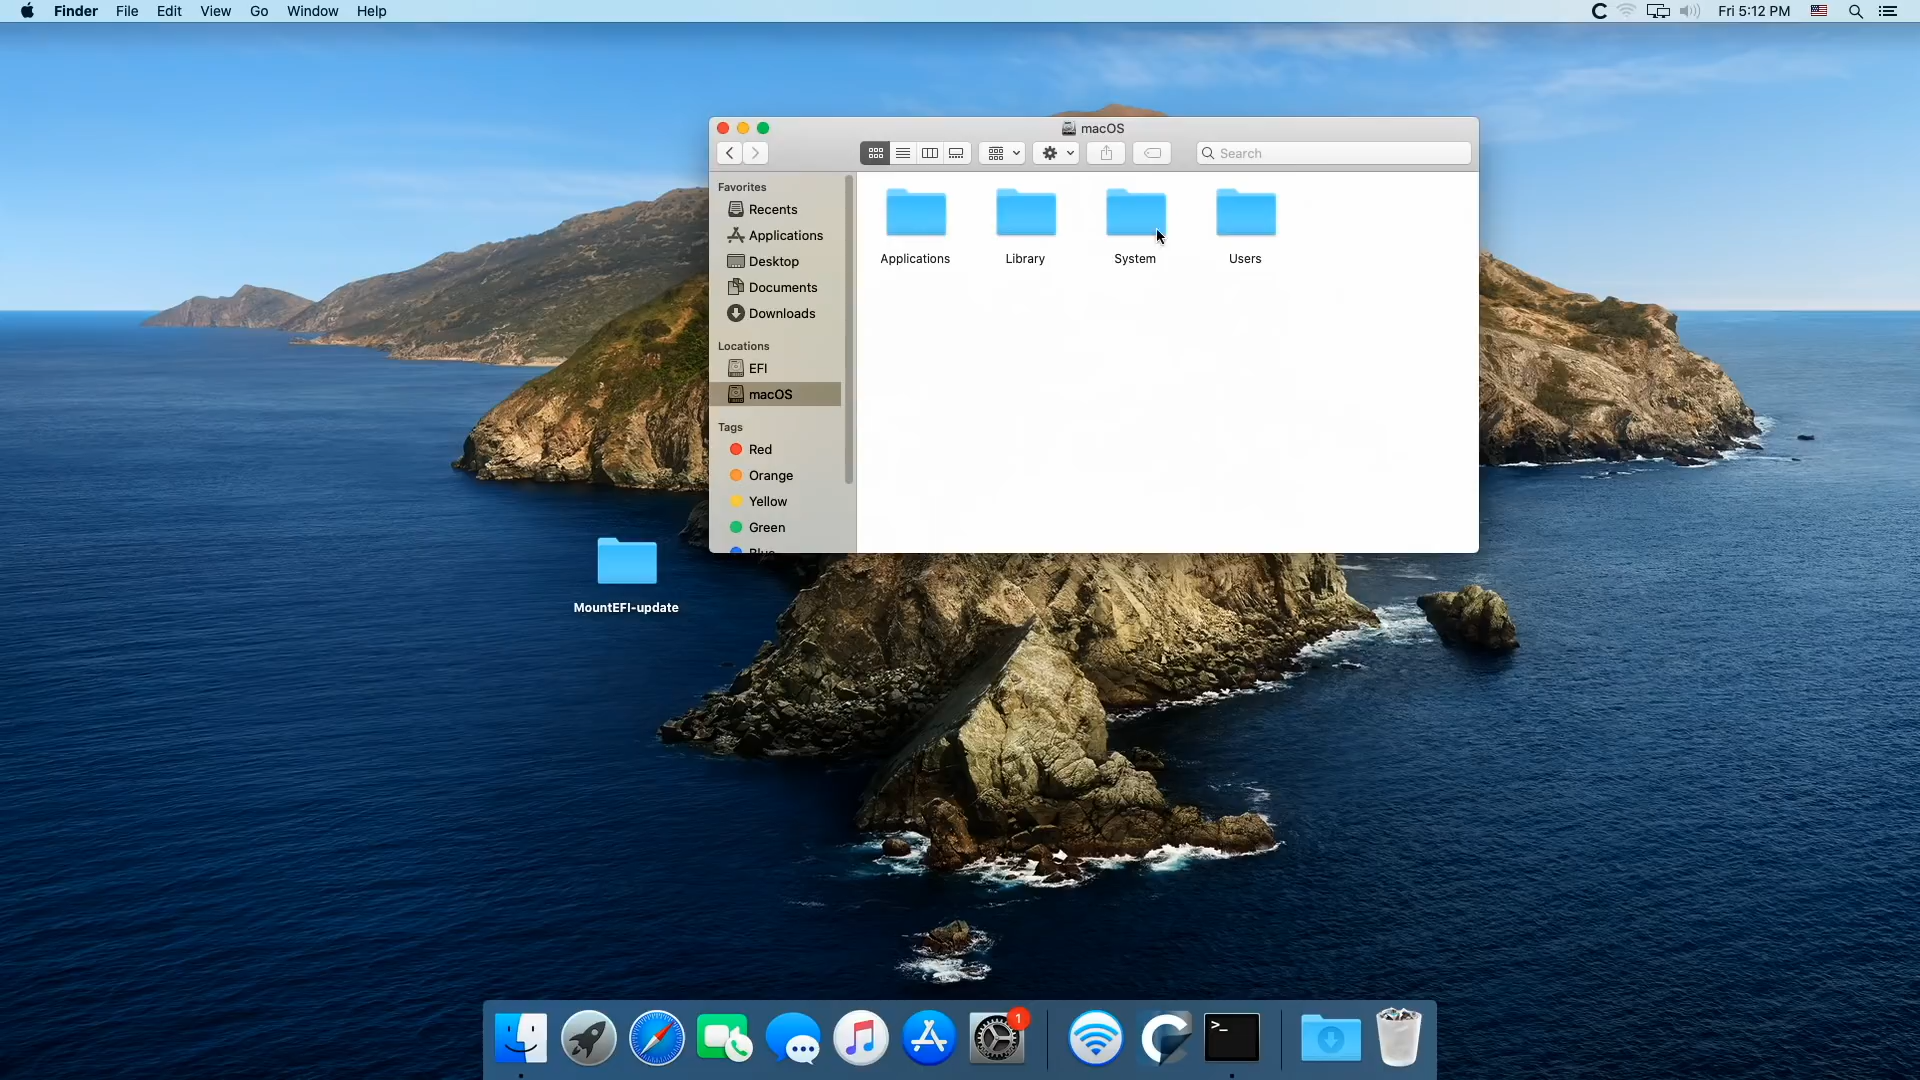 Finder File Edit View Go Window Help
Fri 5:12 PM
macOS
Search
Favorites
Recents
Applications
Desktop
Documents
Downloads
Locations
EFI
macOS
Tags
Red
Orange
Yellow
Green
Blue
Applications Library System Users
MountEFI-update
1
>_